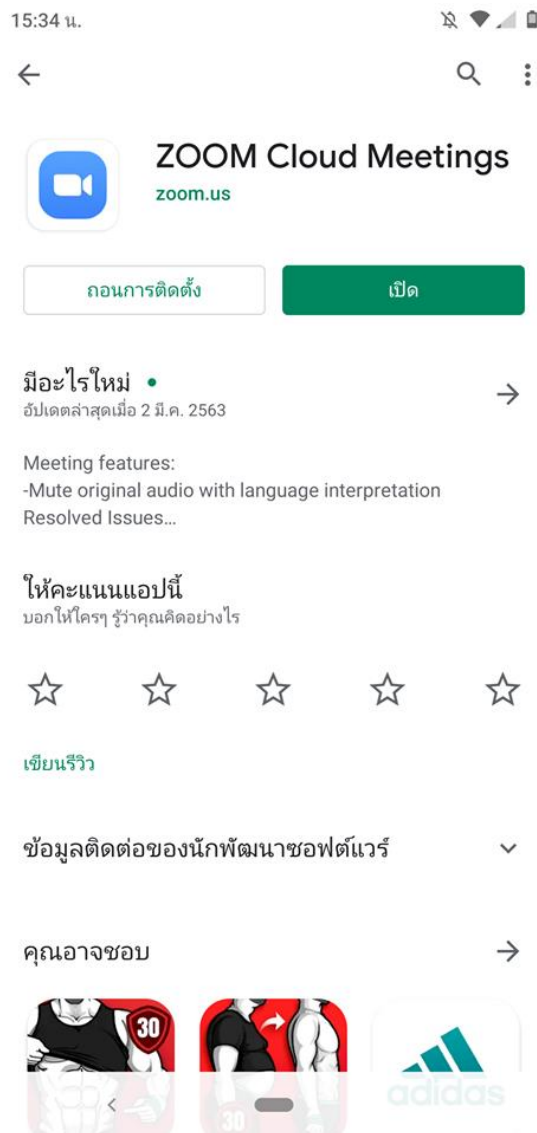 15:34 น.
ZOOM Cloud Meetings
zoom.us
ถอนการติดตั้ง
เปิด
มีอะไรใหม่
อัปเดตล่าสุดเมื่อ 2 มี.ค. 2563
Meeting features:
-Mute original audio with language interpretation
Resolved Issues…
ให้คะแนนแอปนี้
บอกให้ใครๆ รู้ว่าคุณคิดอย่างไร
เขียนรีวิว
ข้อมูลติดต่อของนักพัฒนาซอฟต์แวร์
คุณอาจชอบ
30
30
adidas